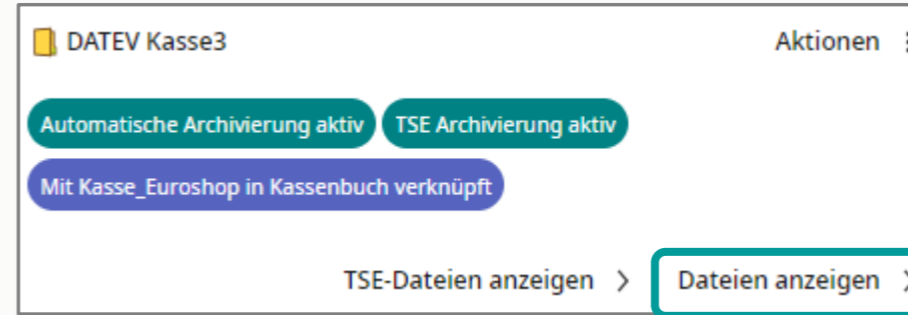 DATEV Kasse3 Aktionen
Automatische Archivierung aktiv TSE Archivierung aktiv
Mit Kasse_Euroshop in Kassenbuch verknüpft
TSE-Dateien anzeigen Dateien anzeigen